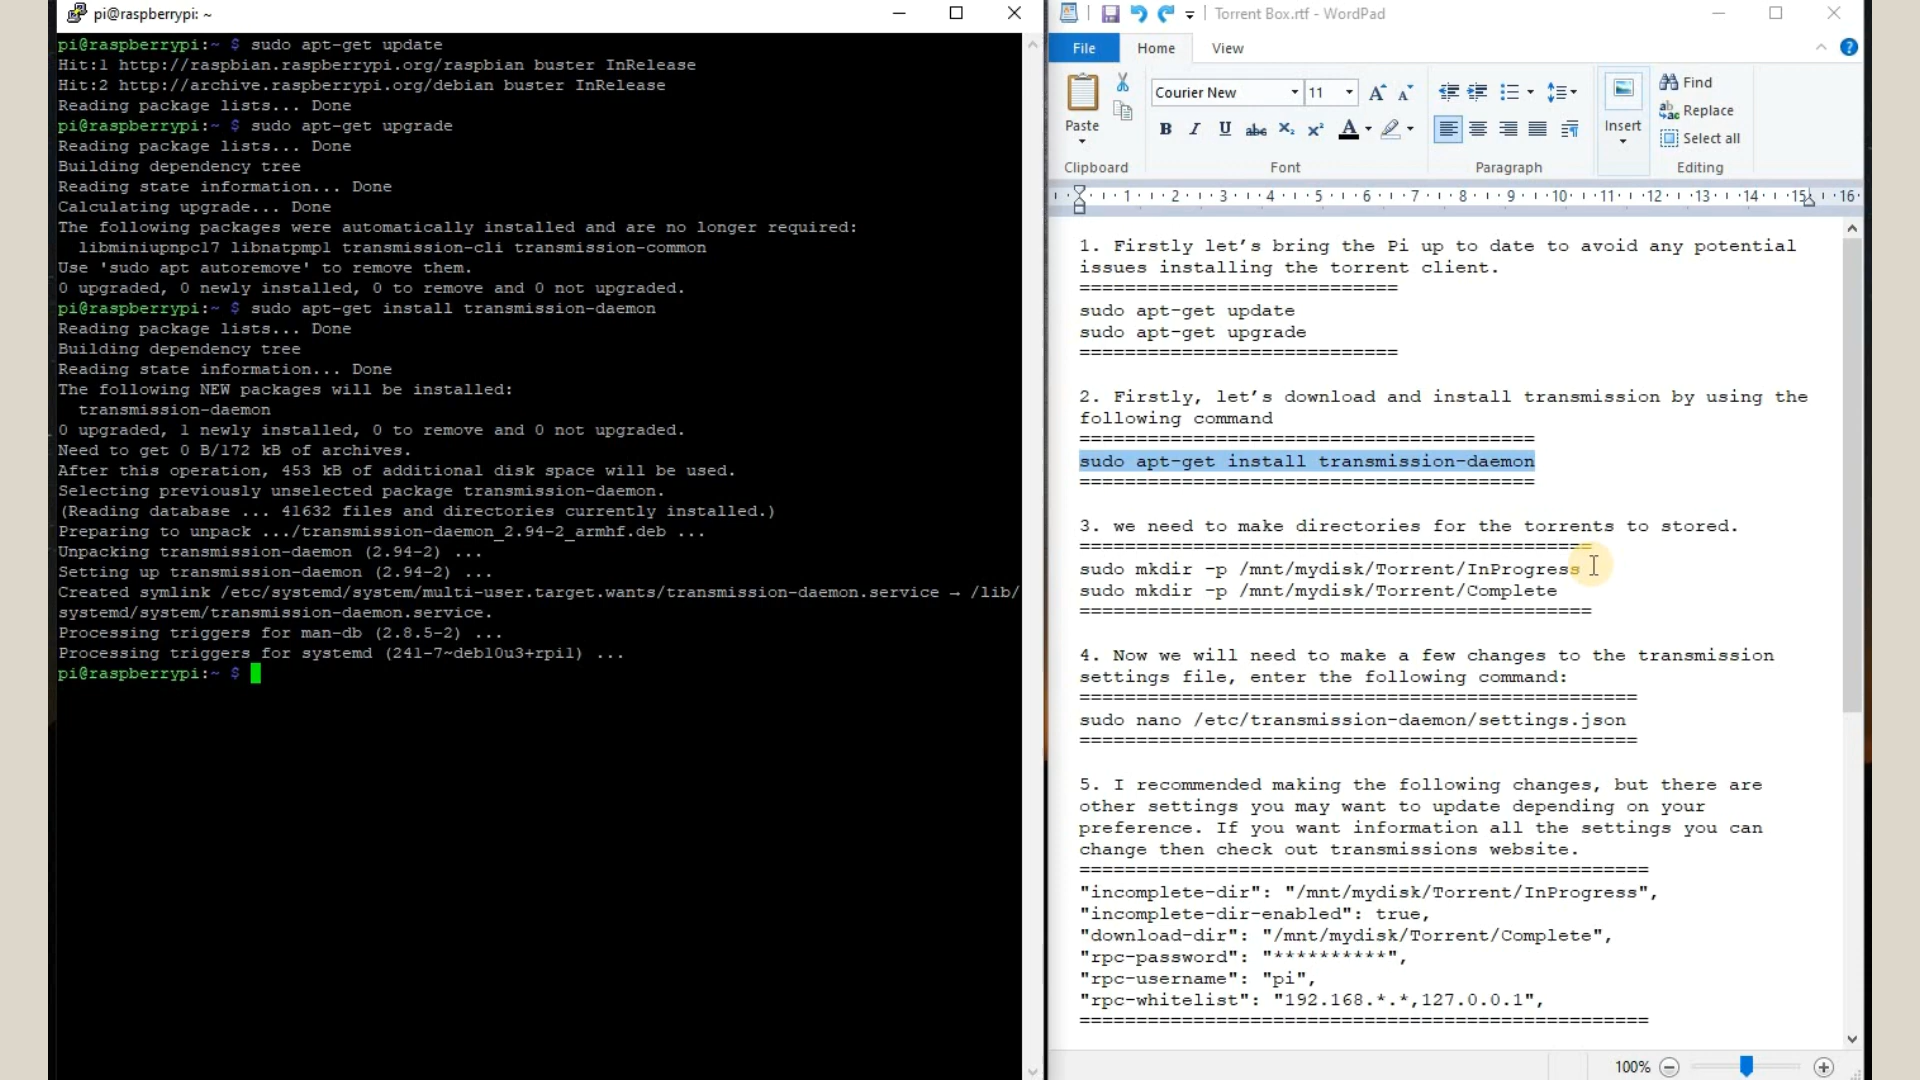 pi@raspberrypi: ~
pi@raspberrypi:~ $ sudo apt-get update
Hit:1 http://raspbian.raspberrypi.org/raspbian buster InRelease
Hit:2 http://archive.raspberrypi.org/debian buster InRelease
Reading package lists... Done
pi@raspberrypi:~ $ sudo apt-get upgrade
Reading package lists... Done
Building dependency tree
Reading state information... Done
Calculating upgrade... Done
The following packages were automatically installed and are no longer required:
  libminiupnpc17 libnatpmp1 transmission-cli transmission-common
Use 'sudo apt autoremove' to remove them.
0 upgraded, 0 newly installed, 0 to remove and 0 not upgraded.
pi@raspberrypi:~ $ sudo apt-get install transmission-daemon
Reading package lists... Done
Building dependency tree
Reading state information... Done
The following NEW packages will be installed:
  transmission-daemon
0 upgraded, 1 newly installed, 0 to remove and 0 not upgraded.
Need to get 0 B/172 kB of archives.
After this operation, 453 kB of additional disk space will be used.
Selecting previously unselected package transmission-daemon.
(Reading database ... 41632 files and directories currently installed.)
Preparing to unpack .../transmission-daemon_2.94-2_armhf.deb ...
Unpacking transmission-daemon (2.94-2) ...
Setting up transmission-daemon (2.94-2) ...
Created symlink /etc/systemd/system/multi-user.target.wants/transmission-daemon.service → /lib/
systemd/system/transmission-daemon.service.
Processing triggers for man-db (2.8.5-2) ...
Processing triggers for systemd (241-7~deb10u3+rpi1) ...
pi@raspberrypi:~ $
Torrent Box.rtf - WordPad
File Home View
Paste
Clipboard
Courier New 11
Font
Paragraph
Insert
Find
Replace
Select all
Editing
1 2 3 4 5 6 7 8 9 10 11 12 13 14 15 16
1. Firstly let’s bring the Pi up to date to avoid any potential
issues installing the torrent client.
============================
sudo apt-get update
sudo apt-get upgrade
============================
2. Firstly, let’s download and install transmission by using the
following command
========================================
sudo apt-get install transmission-daemon
========================================
3. we need to make directories for the torrents to stored.
=============================================
sudo mkdir -p /mnt/mydisk/Torrent/InProgress
sudo mkdir -p /mnt/mydisk/Torrent/Complete
=============================================
4. Now we will need to make a few changes to the transmission
settings file, enter the following command:
=================================================
sudo nano /etc/transmission-daemon/settings.json
=================================================
5. I recommended making the following changes, but there are
other settings you may want to update depending on your
preference. If you want information all the settings you can
change then check out transmissions website.
==================================================
"incomplete-dir": "/mnt/mydisk/Torrent/InProgress",
"incomplete-dir-enabled": true,
"download-dir": "/mnt/mydisk/Torrent/Complete",
"rpc-password": "**********",
"rpc-username": "pi",
"rpc-whitelist": "192.168.*.*,127.0.0.1",
==================================================
100%